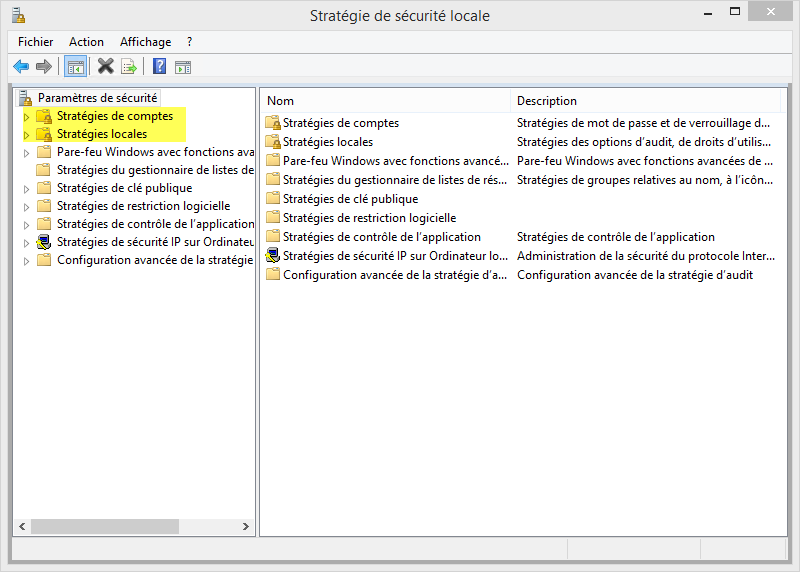 Stratégie de sécurité locale
Fichier Action Affichage ?
Paramètres de sécurité
Stratégies de comptes
Stratégies locales
Pare-feu Windows avec fonctions ava
Stratégies du gestionnaire de listes de
Stratégies de clé publique
Stratégies de restriction logicielle
Stratégies de contrôle de l'application
Stratégies de sécurité IP sur Ordinateu
Configuration avancée de la stratégie
Nom Description
Stratégies de comptes Stratégies de mot de passe et de verrouillage d...
Stratégies locales Stratégies des options d'audit, de droits d'utilis...
Pare-feu Windows avec fonctions avancé... Pare-feu Windows avec fonctions avancées de ...
Stratégies du gestionnaire de listes de rés... Stratégies de groupes relatives au nom, à l'icôn...
Stratégies de clé publique
Stratégies de restriction logicielle
Stratégies de contrôle de l'application Stratégies de contrôle de l'application
Stratégies de sécurité IP sur Ordinateur lo... Administration de la sécurité du protocole Inter...
Configuration avancée de la stratégie d'a... Configuration avancée de la stratégie d'audit